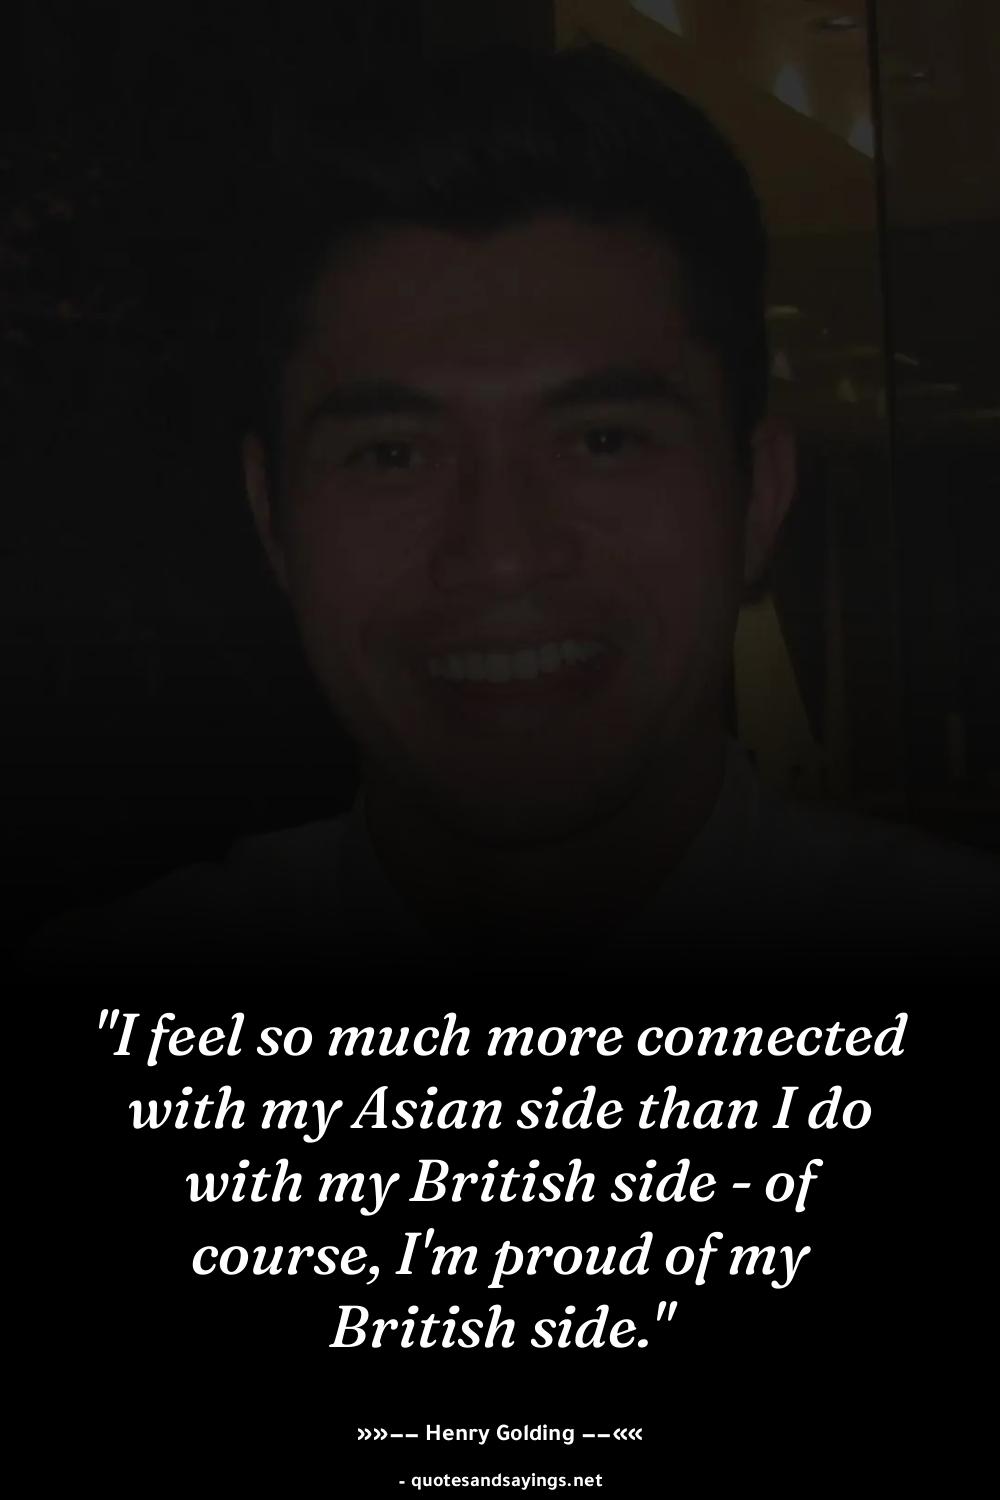 "I feel so much more connected
with my Asian side than I do
with my British side - of
course, I'm proud of my
British side."
»»−− Henry Golding −−««
- quotesandsayings.net